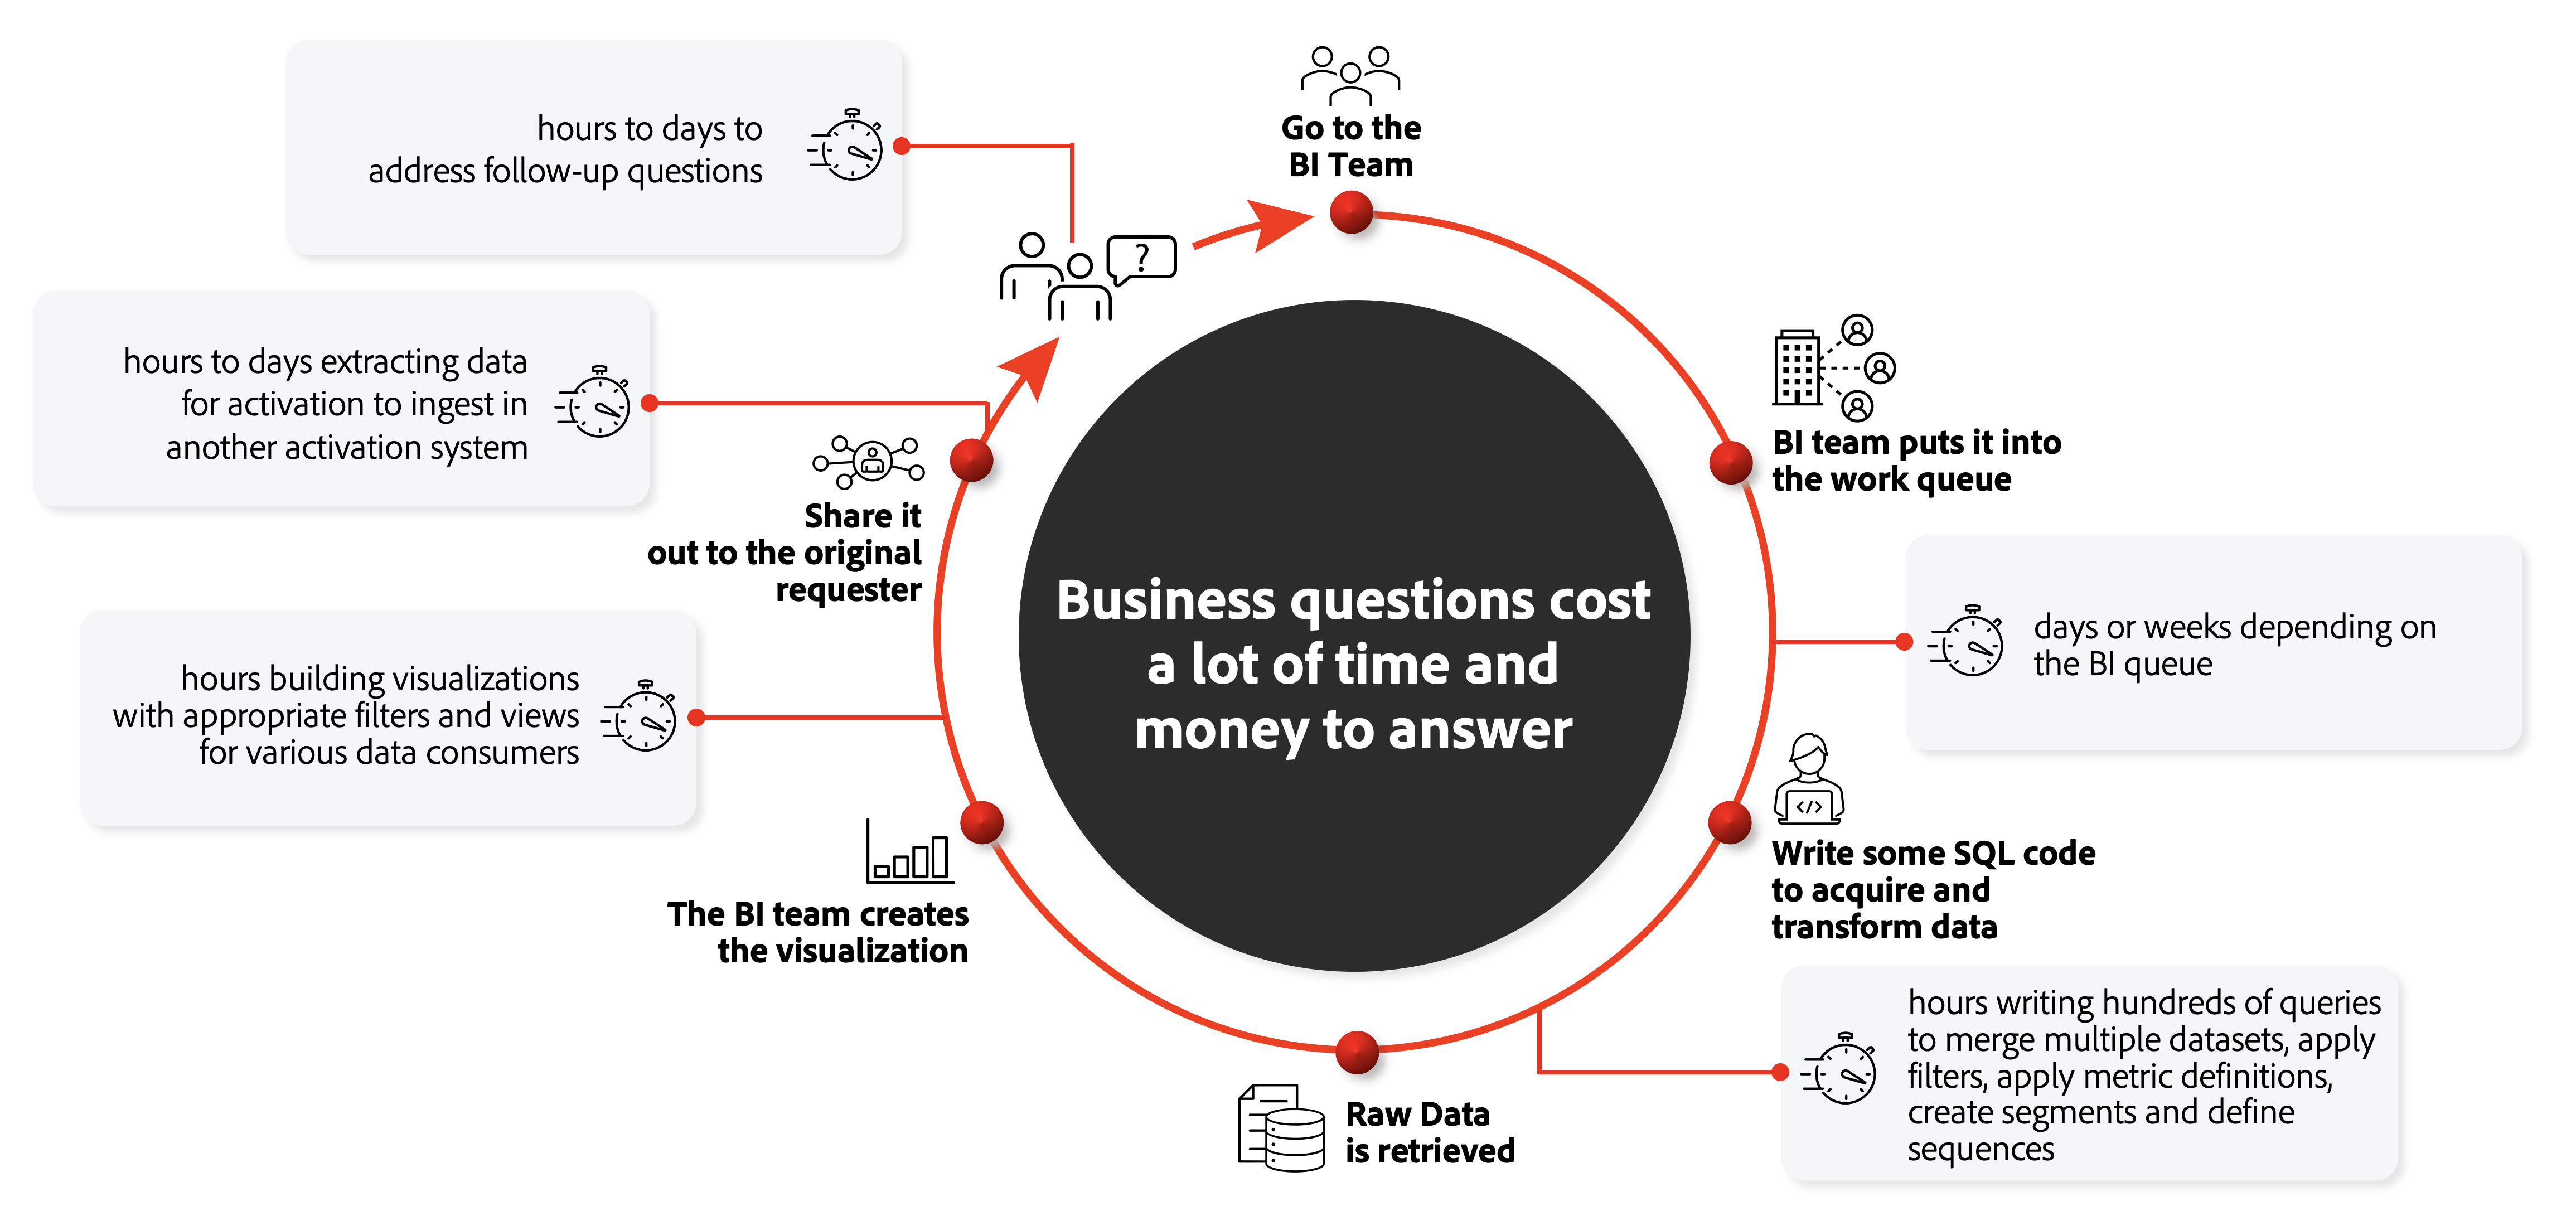 Go to the
BI Team
BI team puts it into
the work queue
days or weeks depending on
the BI queue
Write some SQL code
to acquire and
transform data
</>
hours writing hundreds of queries
to merge multiple datasets, apply
filters, apply metric definitions,
create segments and define
sequences
Raw Data
is retrieved
The BI team creates
the visualization
hours building visualizations
with appropriate filters and views
for various data consumers
Share it
out to the original
requester
hours to days extracting data
for activation to ingest in
another activation system
?
hours to days to
address follow-up questions
Business questions cost
a lot of time and
money to answer